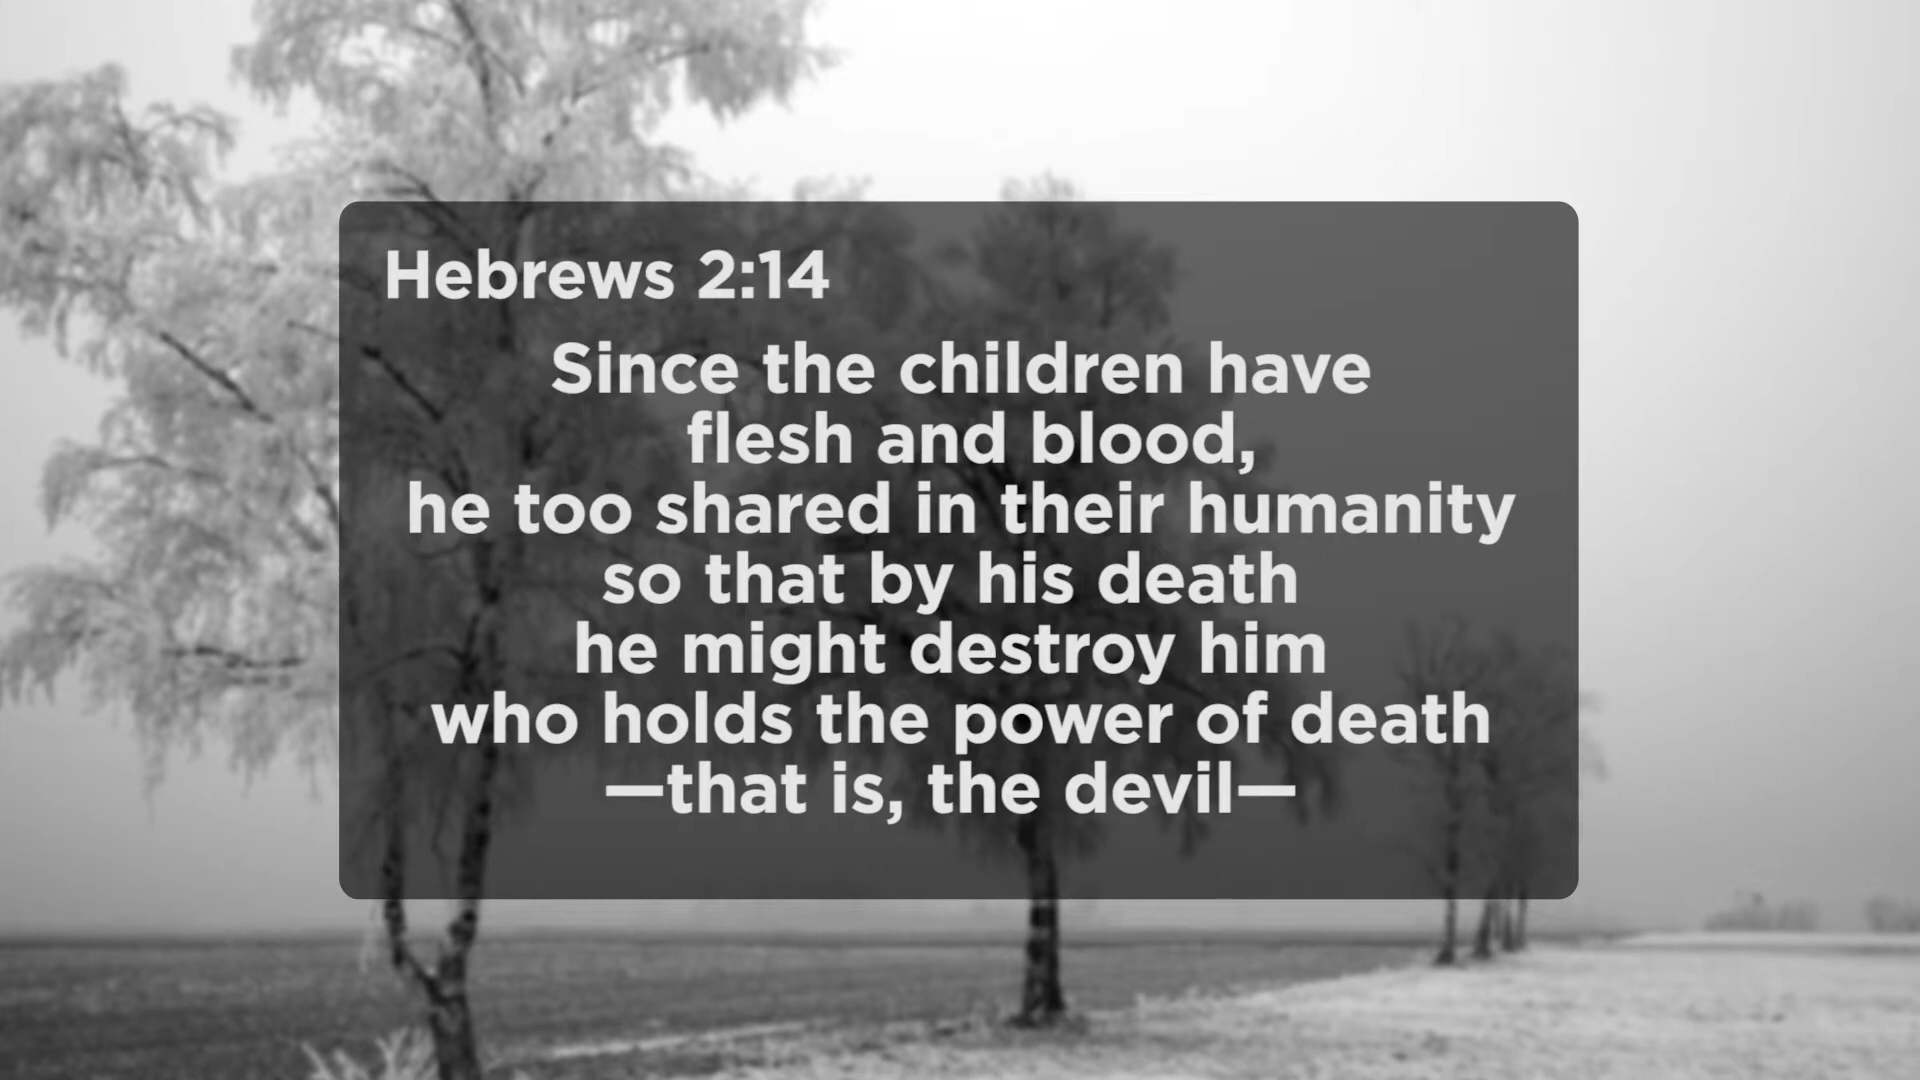 Hebrews 2:14
Since the children have
flesh and blood,
he too shared in their humanity
so that by his death
he might destroy him
who holds the power of death
—that is, the devil—